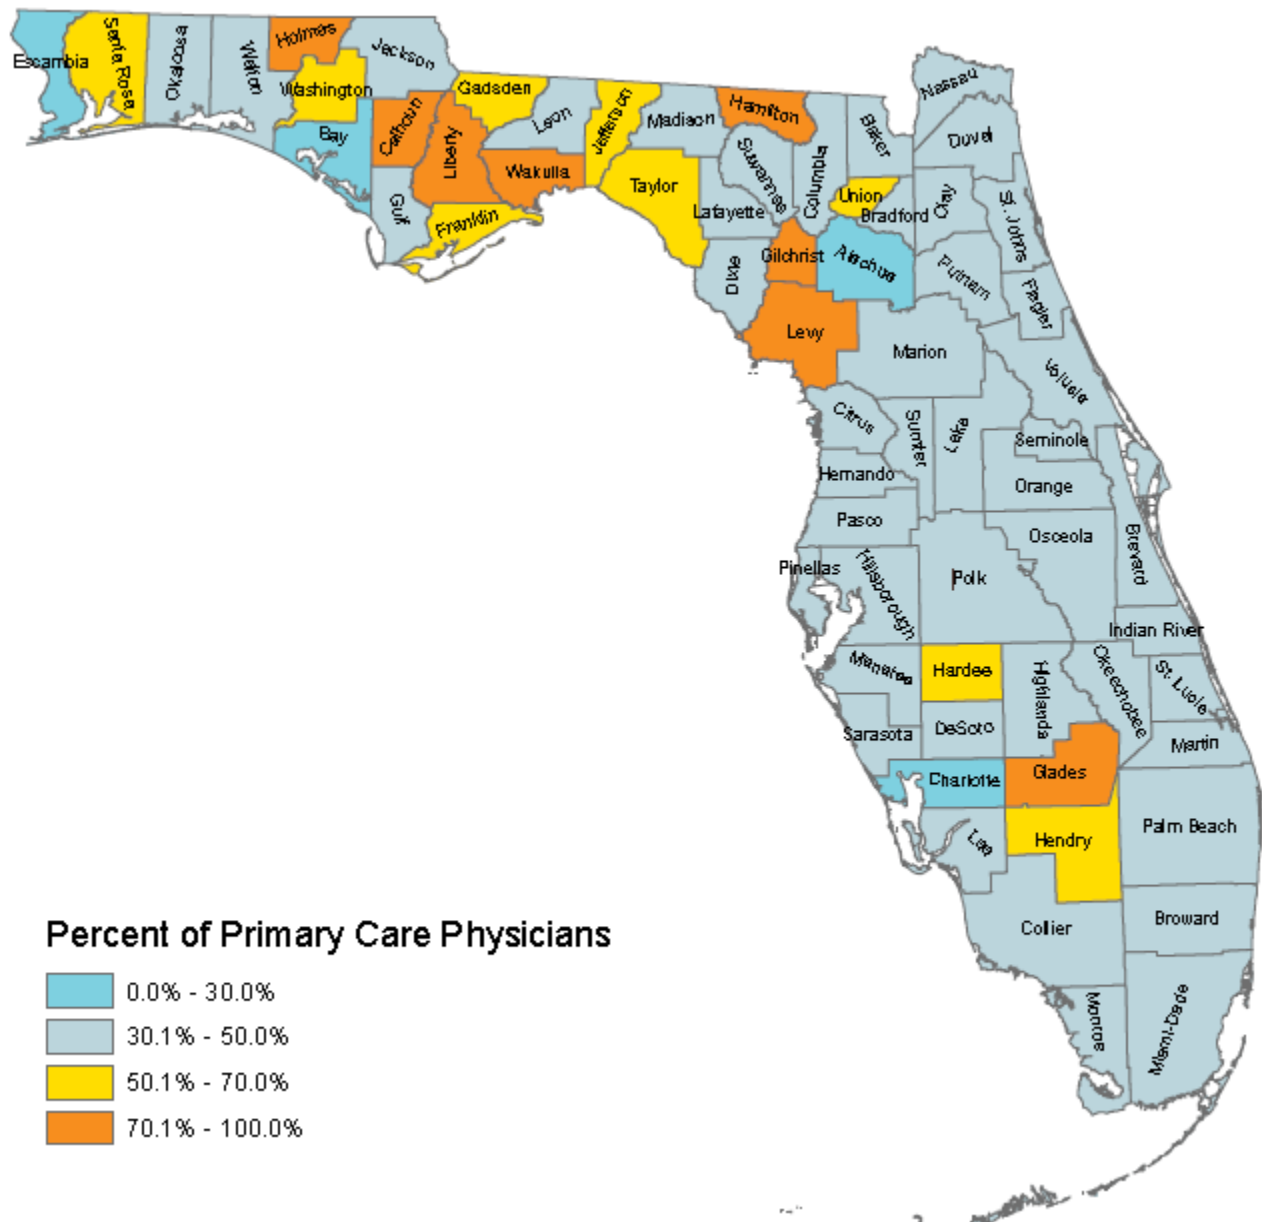 Escambia
Santa Rosa
Okaloosa
Walton
Holmes
Washington
Jackson
Bay
Calhoun
Gulf
Liberty
Gadsden
Franklin
Leon
Wakulla
Jefferson
Madison
Taylor
Hamilton
Suwannee
Lafayette
Dixie
Columbia
Baker
Union
Bradford
Nassau
Duval
Clay
St. Johns
Gilchrist
Alachua
Putnam
Flagler
Levy
Marion
Volusia
Citrus
Sumter
Lake
Seminole
Hernando
Orange
Pasco
Osceola
Brevard
Pinellas
Hillsborough
Polk
Indian River
Manatee
Hardee
Highlands
Okeechobee
St. Lucie
Sarasota
DeSoto
Martin
Charlotte
Glades
Lee
Hendry
Palm Beach
Collier
Broward
Monroe
Miami-Dade
Percent of Primary Care Physicians
0.0% - 30.0%
30.1% - 50.0%
50.1% - 70.0%
70.1% - 100.0%